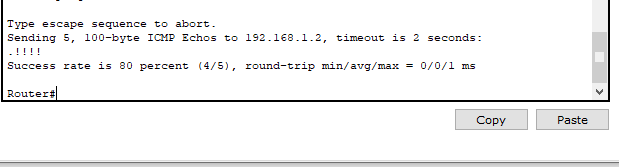 Type escape sequence to abort.
Sending 5, 100-byte ICMP Echos to 192.168.1.2, timeout is 2 seconds:
.!!!!
Success rate is 80 percent (4/5), round-trip min/avg/max = 0/0/1 ms
Router#
Copy
Paste